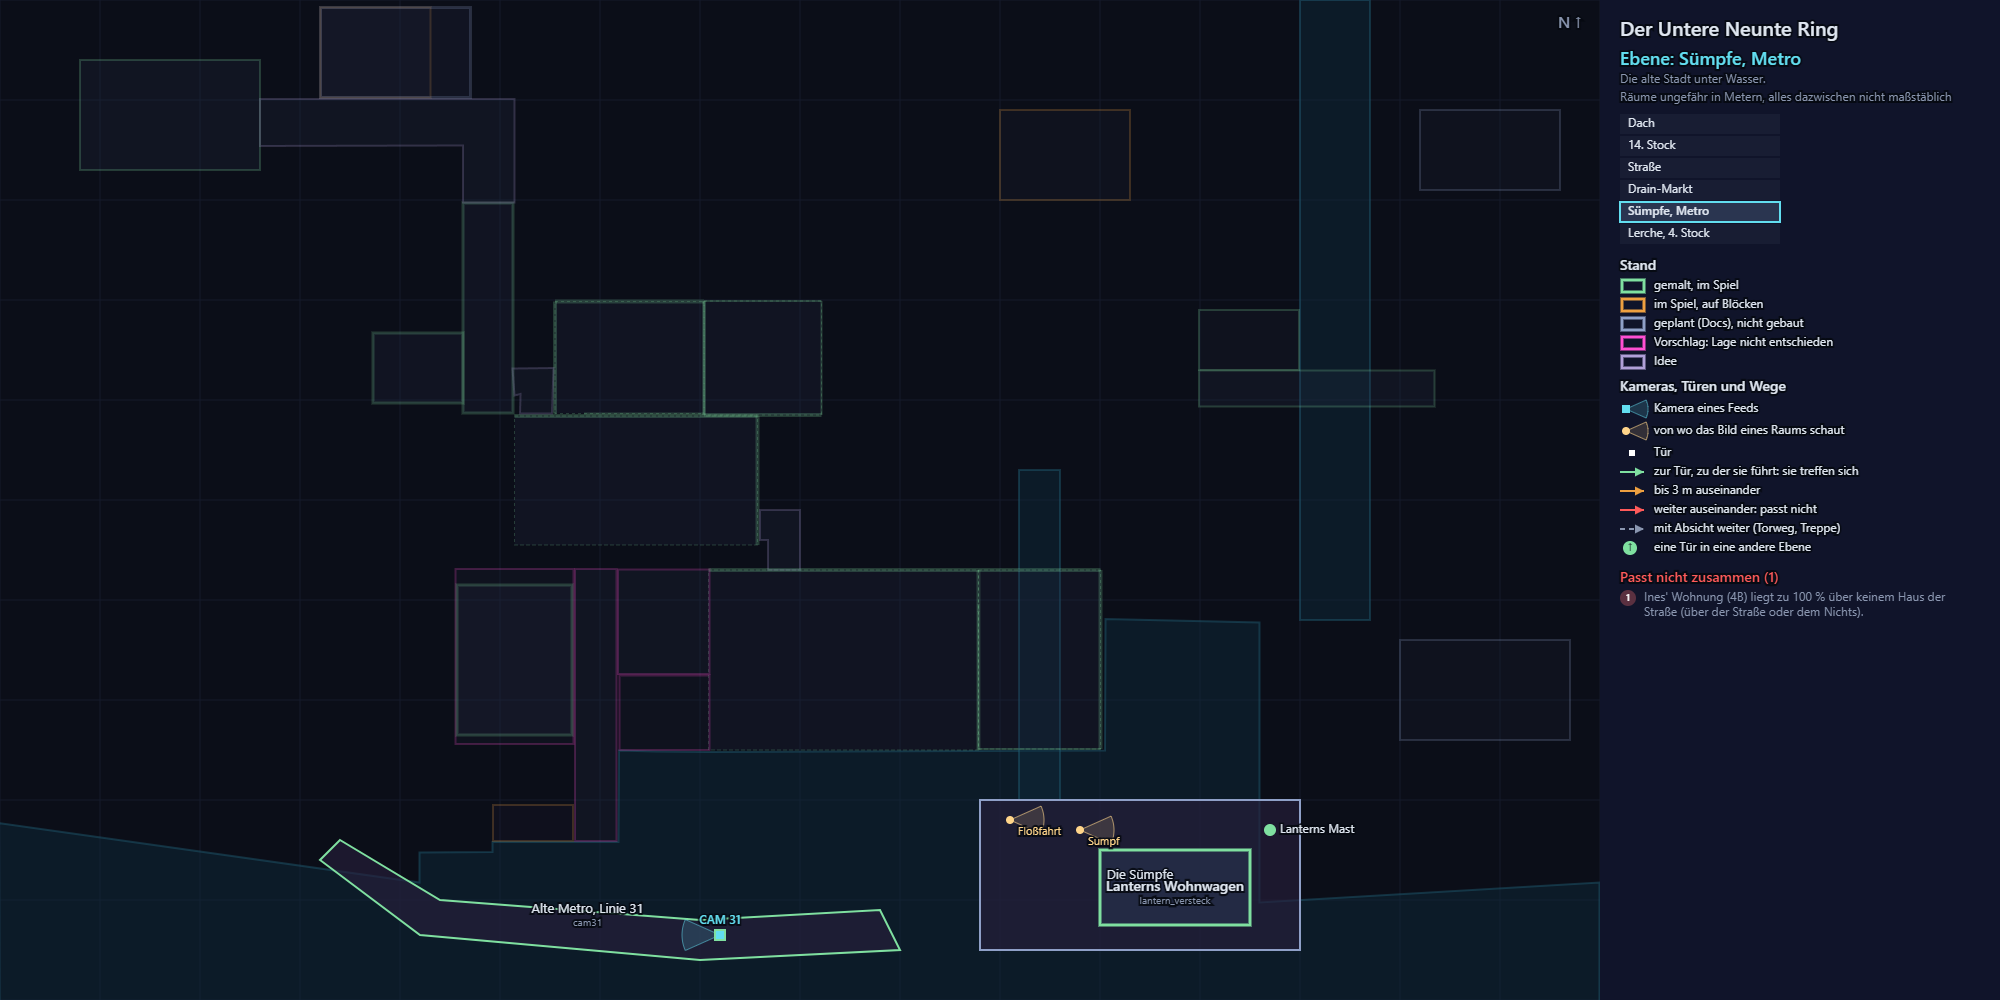 N ↑
Der Untere Neunte Ring
Ebene: Sümpfe, Metro
Die alte Stadt unter Wasser.
Räume ungefähr in Metern, alles dazwischen nicht maßstäblich
Dach
14. Stock
Straße
Drain-Markt
Sümpfe, Metro
Lerche, 4. Stock
Stand
gemalt, im Spiel
im Spiel, auf Blöcken
geplant (Docs), nicht gebaut
Vorschlag: Lage nicht entschieden
Idee
Kameras, Türen und Wege
Kamera eines Feeds
von wo das Bild eines Raums schaut
Tür
zur Tür, zu der sie führt: sie treffen sich
bis 3 m auseinander
weiter auseinander: passt nicht
mit Absicht weiter (Torweg, Treppe)
↑ eine Tür in eine andere Ebene
Passt nicht zusammen (1)
1 Ines' Wohnung (4B) liegt zu 100 % über keinem Haus der
Straße (über der Straße oder dem Nichts).
Floßfahrt
Sumpf
Lanterns Mast
Die Sümpfe
Lanterns Wohnwagen
lantern_versteck
Alte Metro, Linie 31
cam31
CAM 31